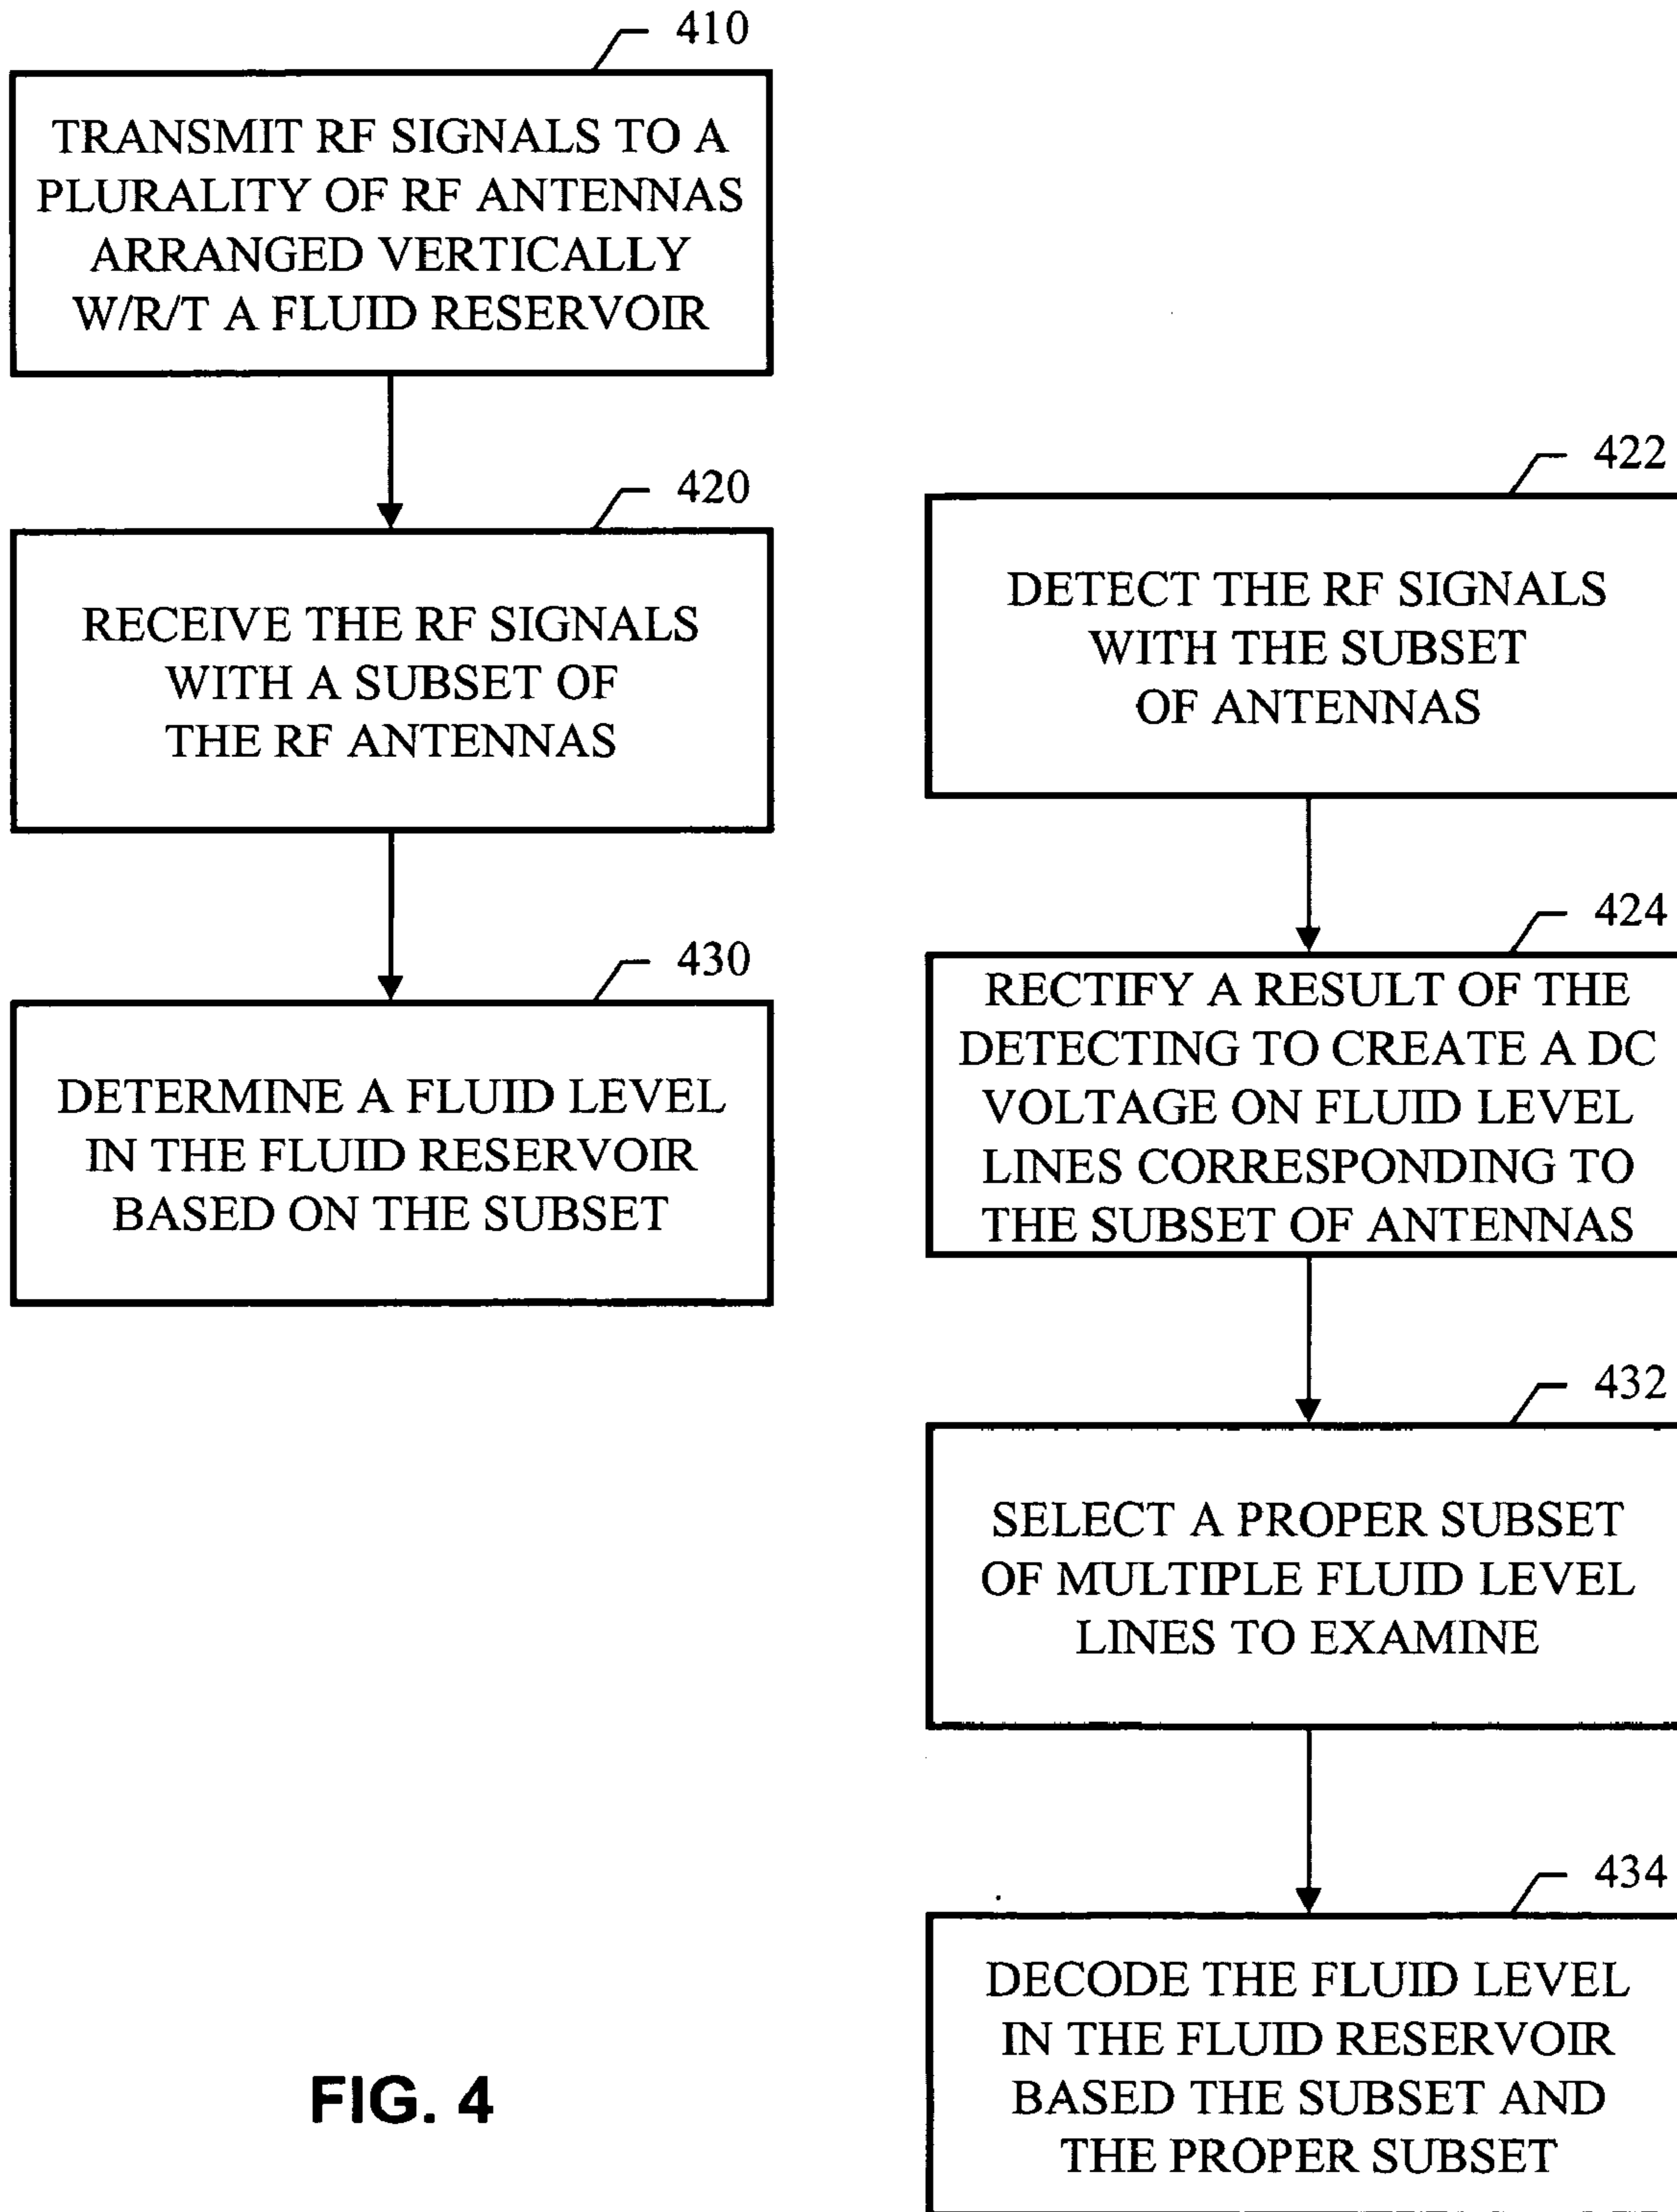 410
TRANSMIT RF SIGNALS TO A
PLURALITY OF RF ANTENNAS
ARRANGED VERTICALLY
W/R/T A FLUID RESERVOIR
420
RECEIVE THE RF SIGNALS
WITH A SUBSET OF
THE RF ANTENNAS
430
DETERMINE A FLUID LEVEL
IN THE FLUID RESERVOIR
BASED ON THE SUBSET
422
DETECT THE RF SIGNALS
WITH THE SUBSET
OF ANTENNAS
424
RECTIFY A RESULT OF THE
DETECTING TO CREATE A DC
VOLTAGE ON FLUID LEVEL
LINES CORRESPONDING TO
THE SUBSET OF ANTENNAS
432
SELECT A PROPER SUBSET
OF MULTIPLE FLUID LEVEL
LINES TO EXAMINE
434
DECODE THE FLUID LEVEL
IN THE FLUID RESERVOIR
BASED THE SUBSET AND
THE PROPER SUBSET
FIG. 4